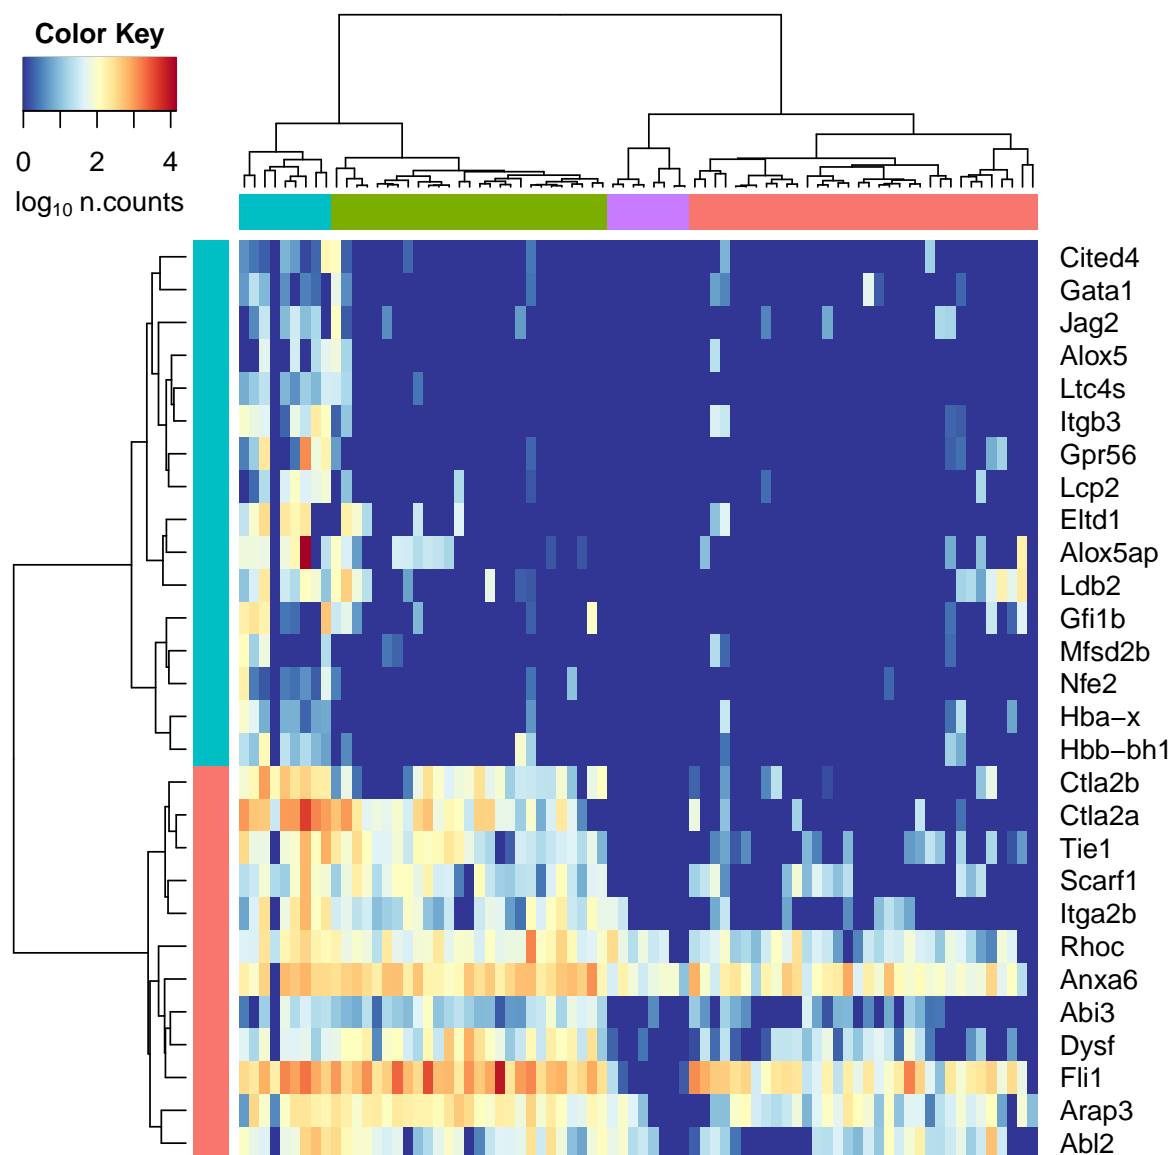 Color Key
0 2 4
log₁₀ n.counts
Cited4
Gata1
Jag2
Alox5
Ltc4s
Itgb3
Gpr56
Lcp2
Eltd1
Alox5ap
Ldb2
Gfi1b
Mfsd2b
Nfe2
Hba−x
Hbb−bh1
Ctla2b
Ctla2a
Tie1
Scarf1
Itga2b
Rhoc
Anxa6
Abi3
Dysf
Fli1
Arap3
Abl2